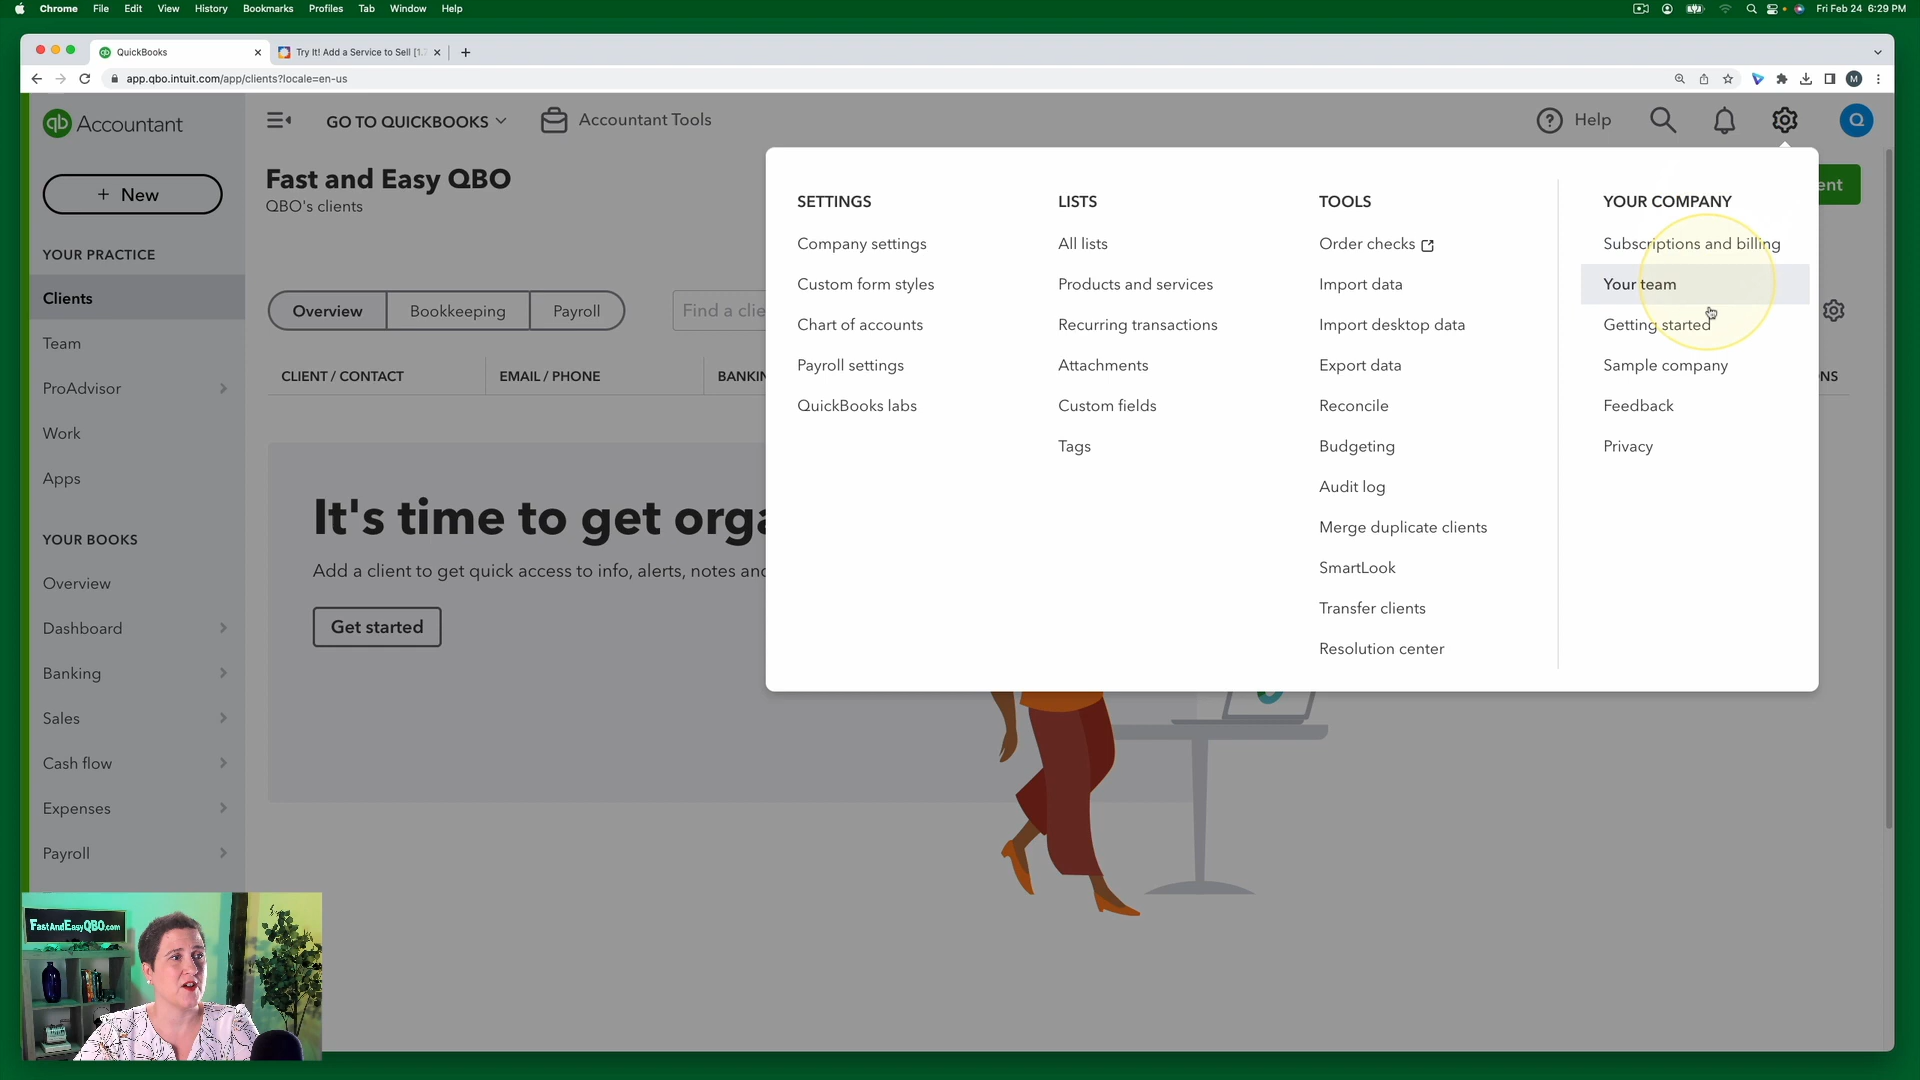 Chrome File Edit View History Bookmarks Profiles Tab Window Help
Fri Feb 24 6:29 PM
QuickBooks
Try It! Add a Service to Sell [1.
app.qbo.intuit.com/app/clients?locale=en-us
M
qb Accountant
GO TO QUICKBOOKS
Accountant Tools
Help
Q
+ New
Fast and Easy QBO
QBO's clients
ent
YOUR PRACTICE
Clients
Team
ProAdvisor
Work
Apps
YOUR BOOKS
Overview
Dashboard
Banking
Sales
Cash flow
Expenses
Payroll
Overview
Bookkeeping
Payroll
Find a clie
CLIENT / CONTACT
EMAIL / PHONE
BANKIN
NS
It's time to get orga
Add a client to get quick access to info, alerts, notes and
Get started
SETTINGS
Company settings
Custom form styles
Chart of accounts
Payroll settings
QuickBooks labs
LISTS
All lists
Products and services
Recurring transactions
Attachments
Custom fields
Tags
TOOLS
Order checks
Import data
Import desktop data
Export data
Reconcile
Budgeting
Audit log
Merge duplicate clients
SmartLook
Transfer clients
Resolution center
YOUR COMPANY
Subscriptions and billing
Your team
Getting started
Sample company
Feedback
Privacy
FastAndEasyQBO.com